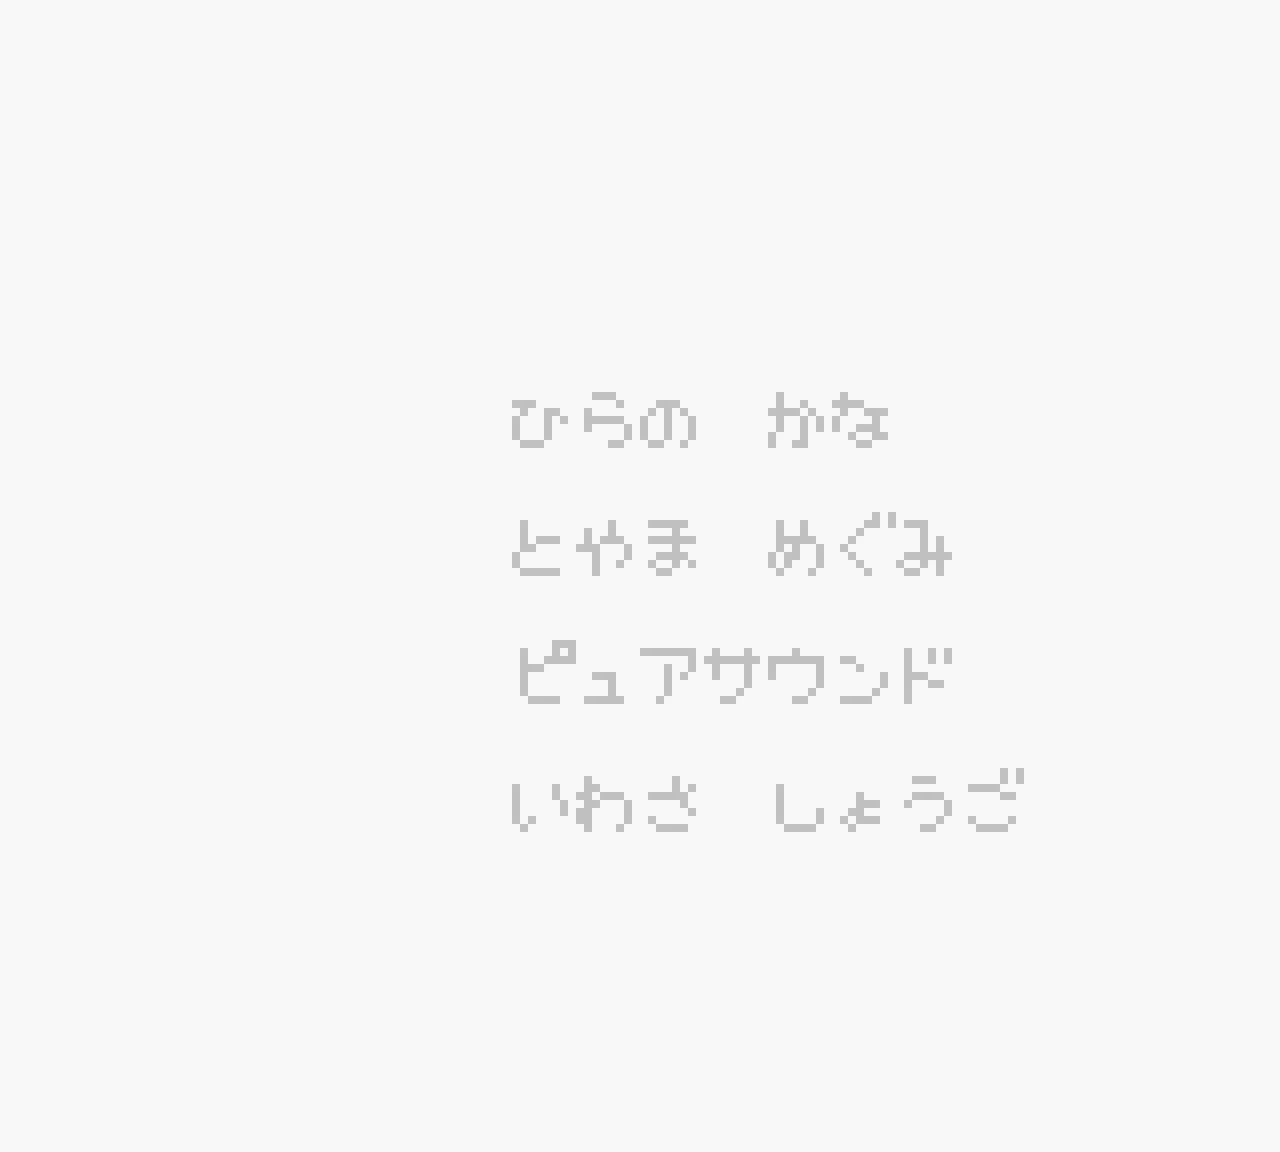 ひらの　かな
とやま　めぐみ
ピュアサウンド
いわさ　しょうご